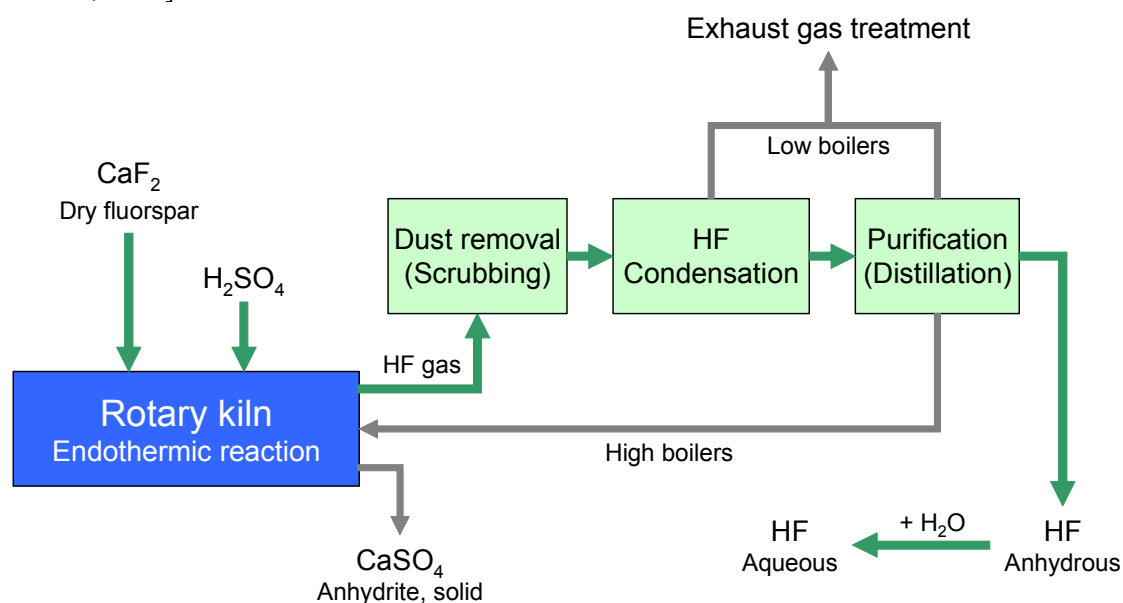 Exhaust gas treatment
Low boilers
CaF₂
Dry fluorspar
H₂SO₄
Dust removal
(Scrubbing)
HF
Condensation
Purification
(Distillation)
HF gas
Rotary kiln
Endothermic reaction
High boilers
CaSO₄
Anhydrite, solid
HF
Aqueous
+ H₂O
HF
Anhydrous